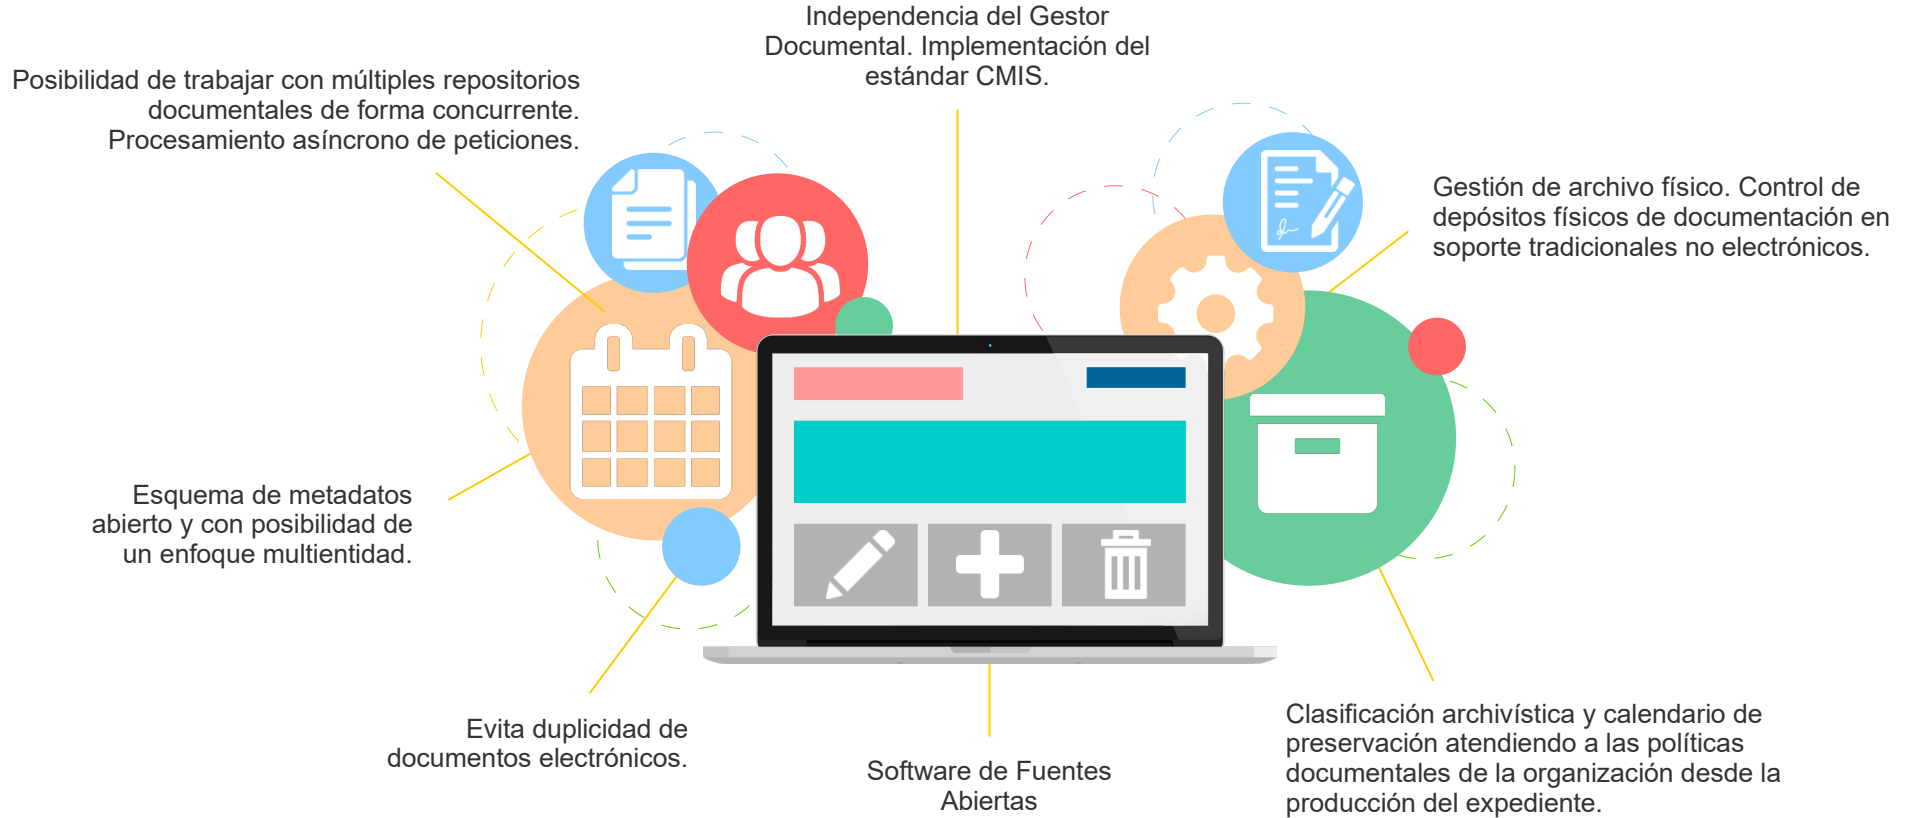 Independencia del Gestor
Documental. Implementación del
estándar CMIS.
Posibilidad de trabajar con múltiples repositorios
documentales de forma concurrente.
Procesamiento asíncrono de peticiones.
Gestión de archivo físico. Control de
depósitos físicos de documentación en
soporte tradicionales no electrónicos.
Esquema de metadatos
abierto y con posibilidad de
un enfoque multientidad.
Evita duplicidad de
documentos electrónicos.
Software de Fuentes
Abiertas
Clasificación archivística y calendario de
preservación atendiendo a las políticas
documentales de la organización desde la
producción del expediente.